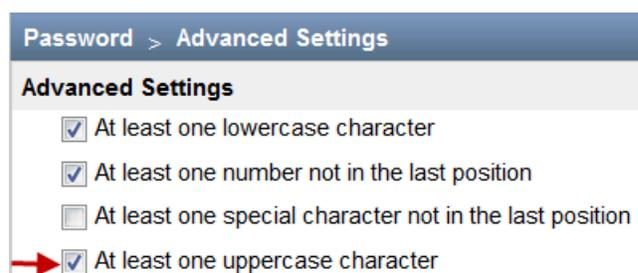 Password > Advanced Settings
Advanced Settings
At least one lowercase character
At least one number not in the last position
At least one special character not in the last position
At least one uppercase character